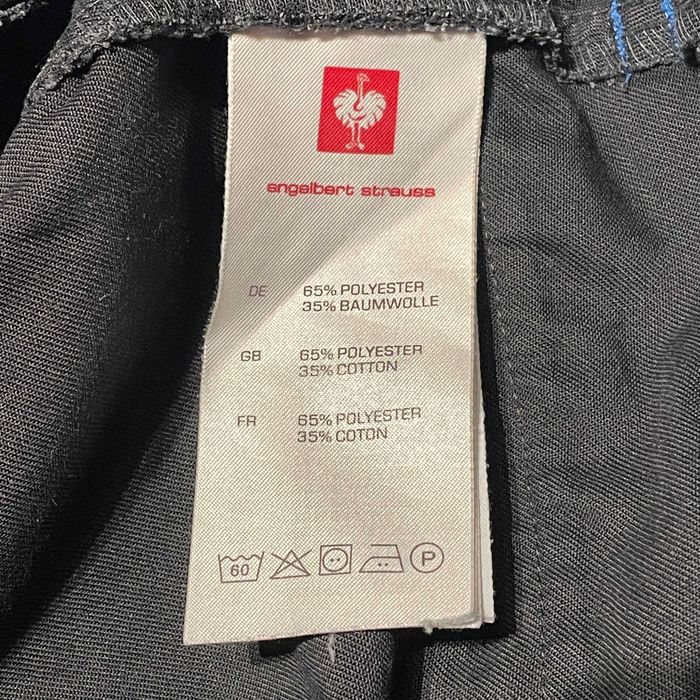 engelbert strauss
DE 65% POLYESTER
35% BAUMWOLLE
GB 65% POLYESTER
35% COTTON
FR 65% POLYESTER
35% COTON
60 P